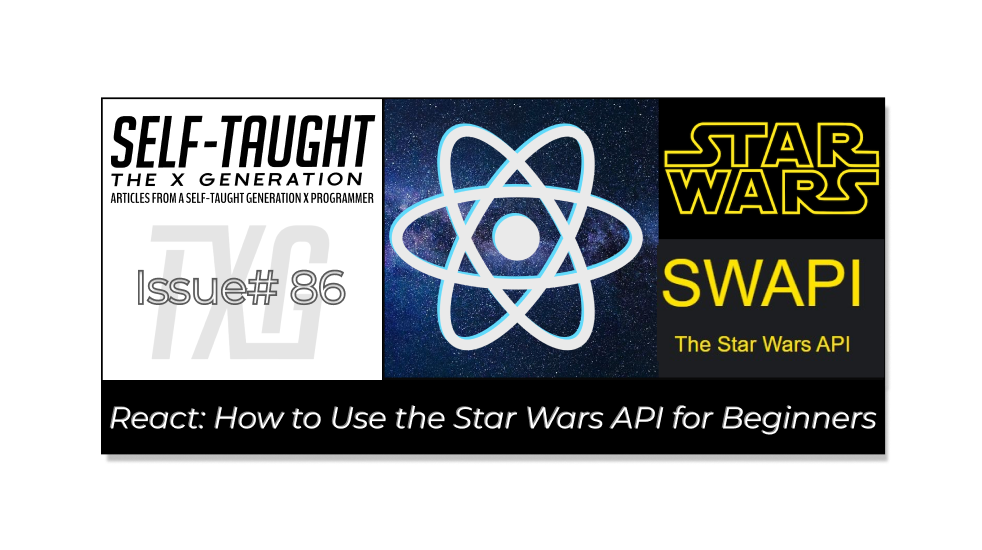 SELF-TAUGHT
THE X GENERATION
ARTICLES FROM A SELF-TAUGHT GENERATION X PROGRAMMER
TXG
Issue# 86
STAR
WARS
SWAPI
The Star Wars API
React: How to Use the Star Wars API for Beginners